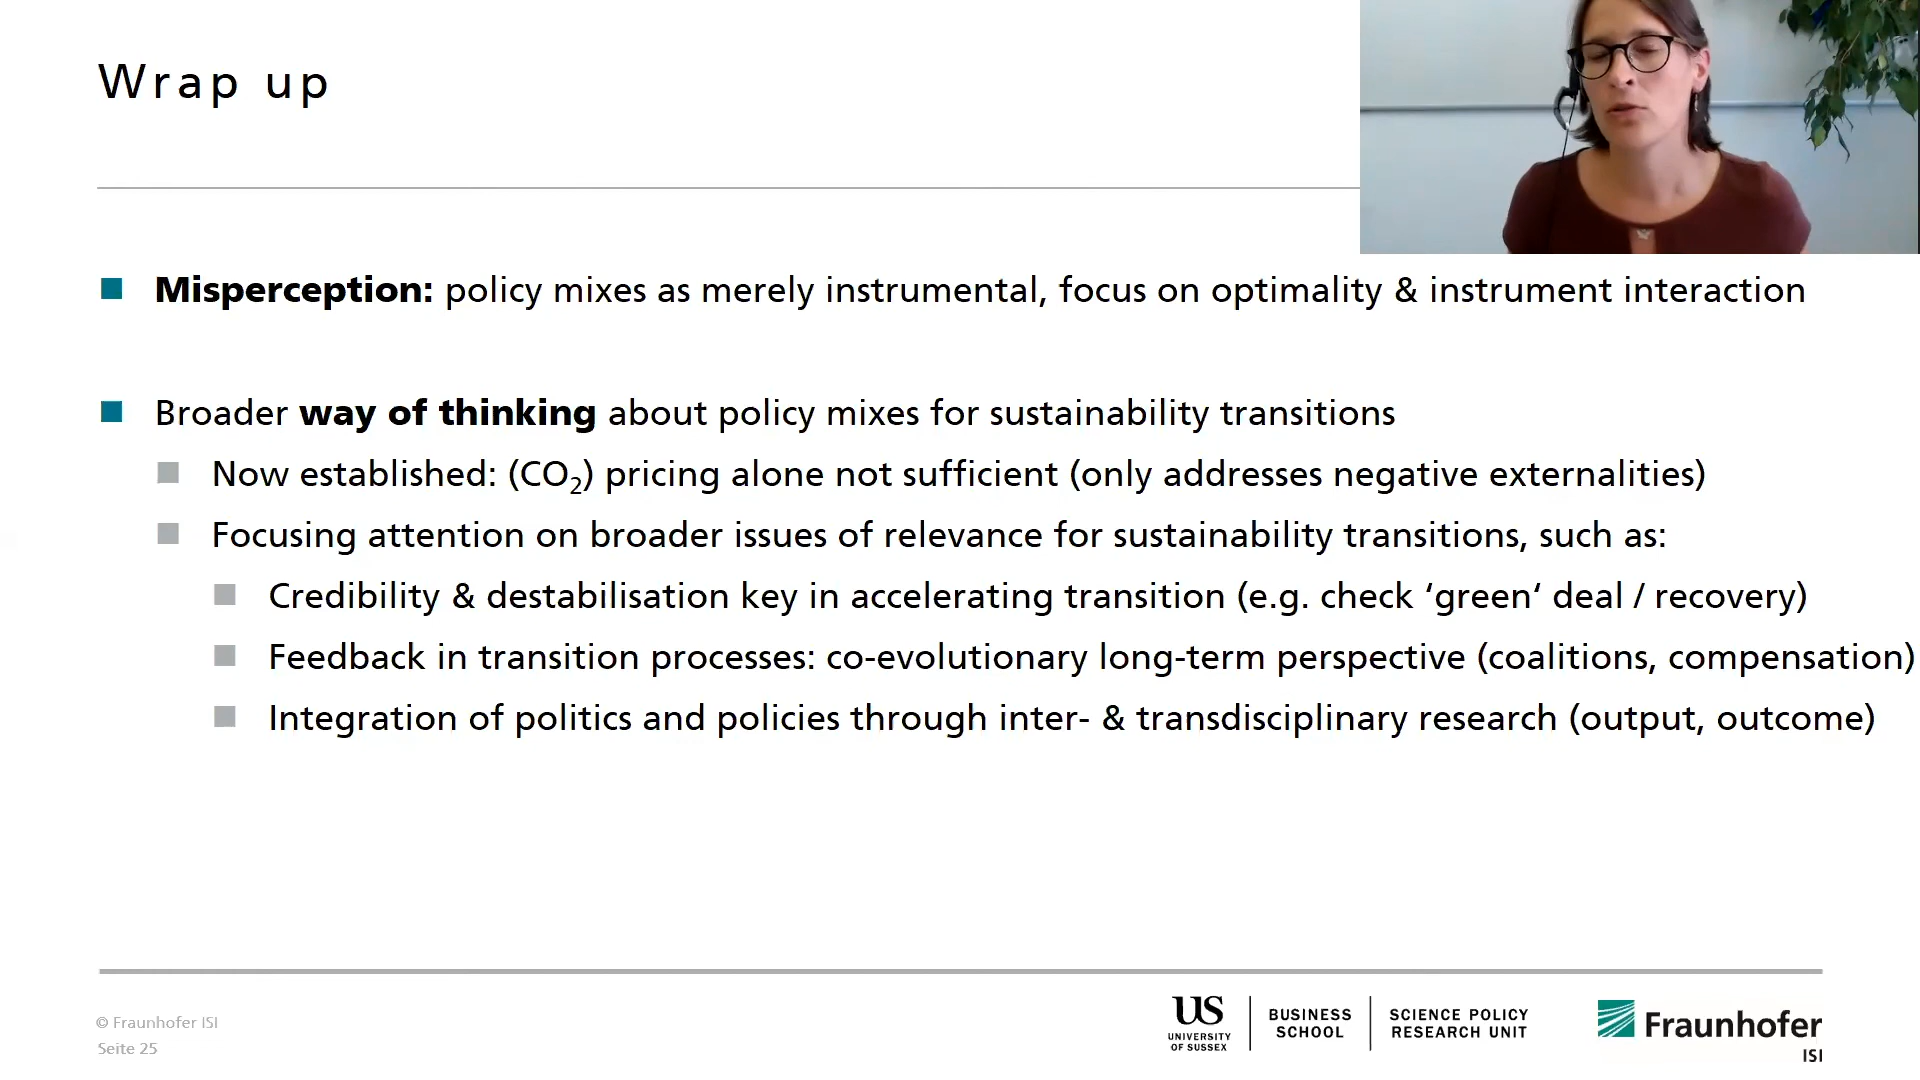 Wrap up
Misperception: policy mixes as merely instrumental, focus on optimality & instrument interaction
Broader way of thinking about policy mixes for sustainability transitions
Now established: (CO₂) pricing alone not sufficient (only addresses negative externalities)
Focusing attention on broader issues of relevance for sustainability transitions, such as:
Credibility & destabilisation key in accelerating transition (e.g. check ‘green‘ deal / recovery)
Feedback in transition processes: co-evolutionary long-term perspective (coalitions, compensation)
Integration of politics and policies through inter- & transdisciplinary research (output, outcome)
© Fraunhofer ISI
Seite 25
US
UNIVERSITY
OF SUSSEX
BUSINESS
SCHOOL
SCIENCE POLICY
RESEARCH UNIT
Fraunhofer
ISI